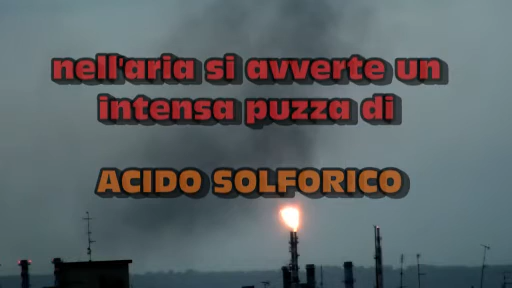 nell'aria si avverte un
intensa puzza di
ACIDO SOLFORICO